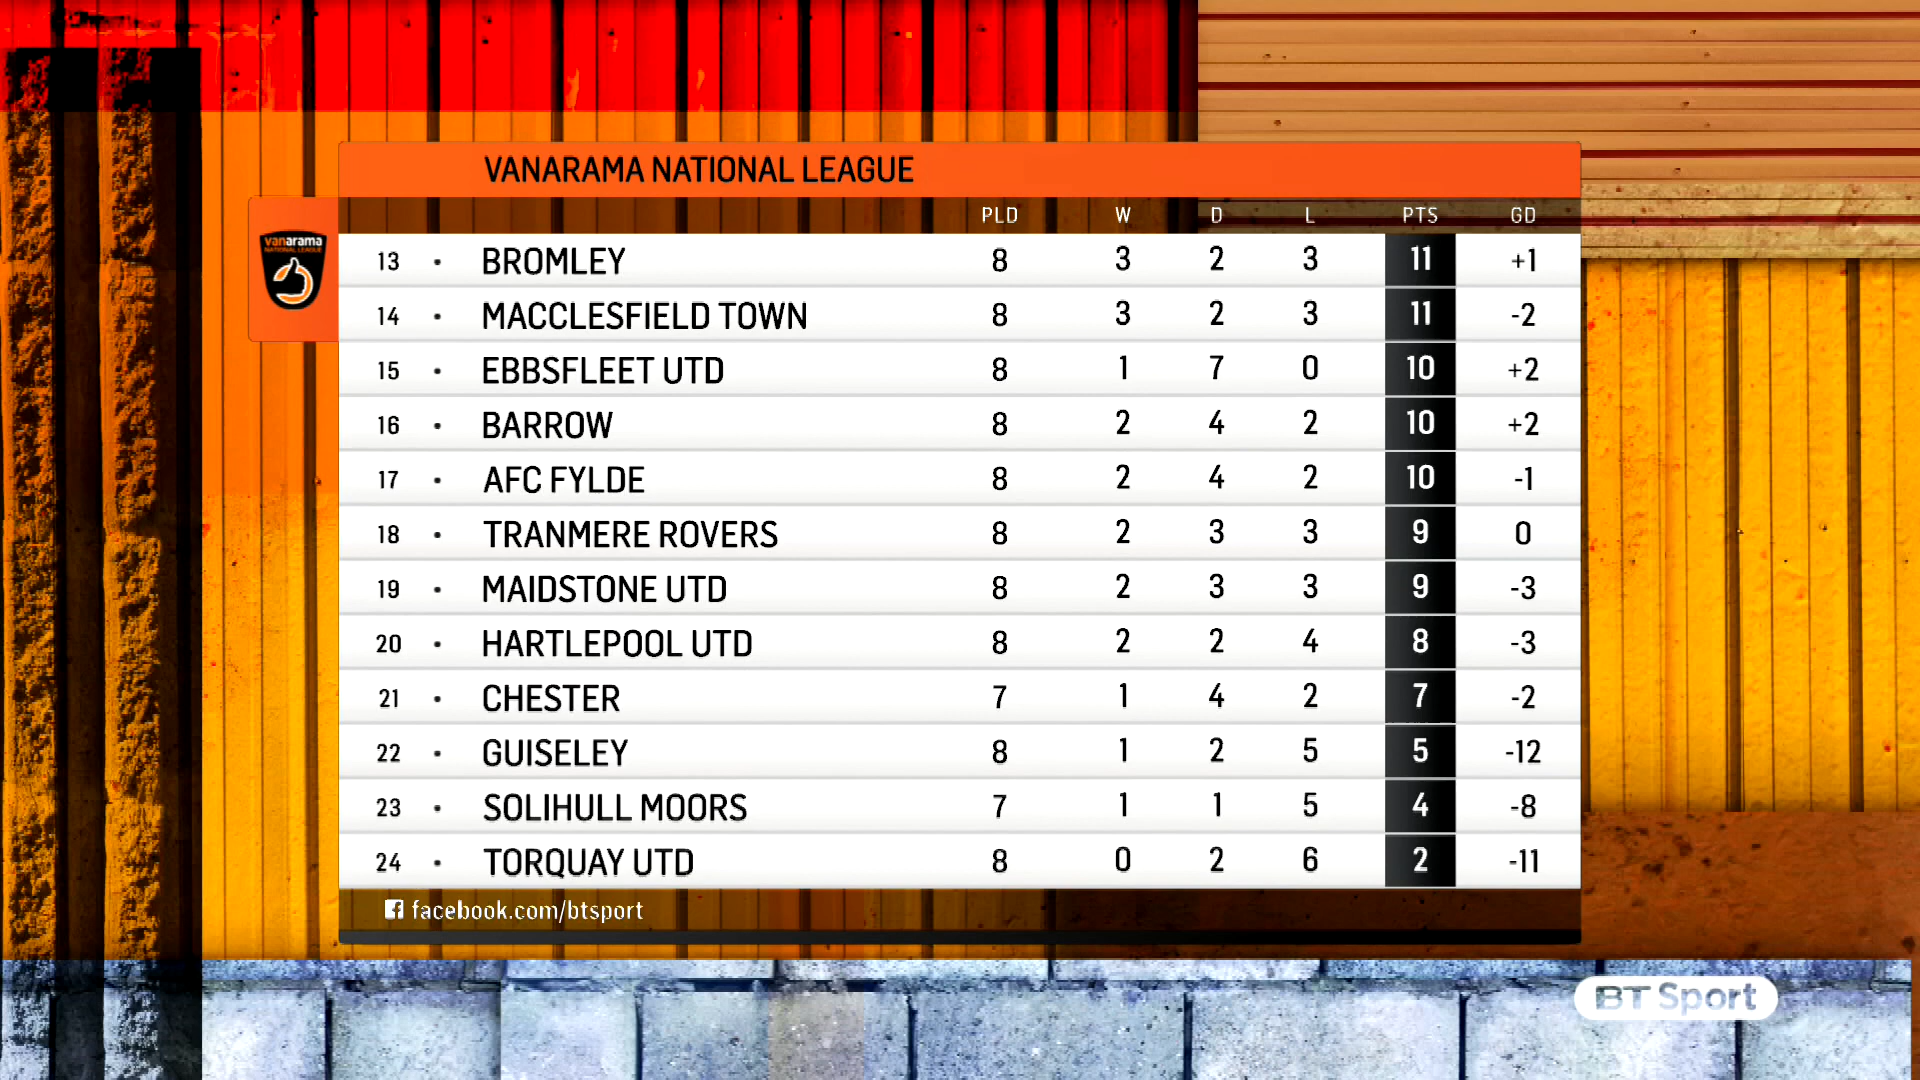 VANARAMA NATIONAL LEAGUE
PLD W D L PTS GD
vanarama
NATIONAL LEAGUE
13 • BROMLEY 8 3 2 3 11 +1
14 • MACCLESFIELD TOWN 8 3 2 3 11 -2
15 • EBBSFLEET UTD 8 1 7 0 10 +2
16 • BARROW 8 2 4 2 10 +2
17 • AFC FYLDE 8 2 4 2 10 -1
18 • TRANMERE ROVERS 8 2 3 3 9 0
19 • MAIDSTONE UTD 8 2 3 3 9 -3
20 • HARTLEPOOL UTD 8 2 2 4 8 -3
21 • CHESTER 7 1 4 2 7 -2
22 • GUISELEY 8 1 2 5 5 -12
23 • SOLIHULL MOORS 7 1 1 5 4 -8
24 • TORQUAY UTD 8 0 2 6 2 -11
facebook.com/btsport
BT Sport